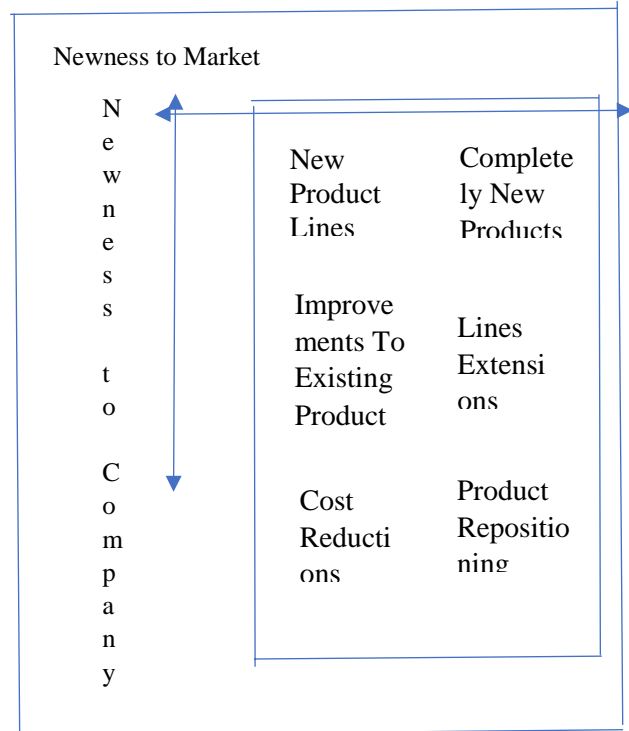 Newness to Market
N
e
w
n
e
s
s
t
o
C
o
m
p
a
n
y
New
Product
Lines
Complete
ly New
Products
Improve
ments To
Existing
Product
Lines
Extensi
ons
Cost
Reducti
ons
Product
Repositio
ning